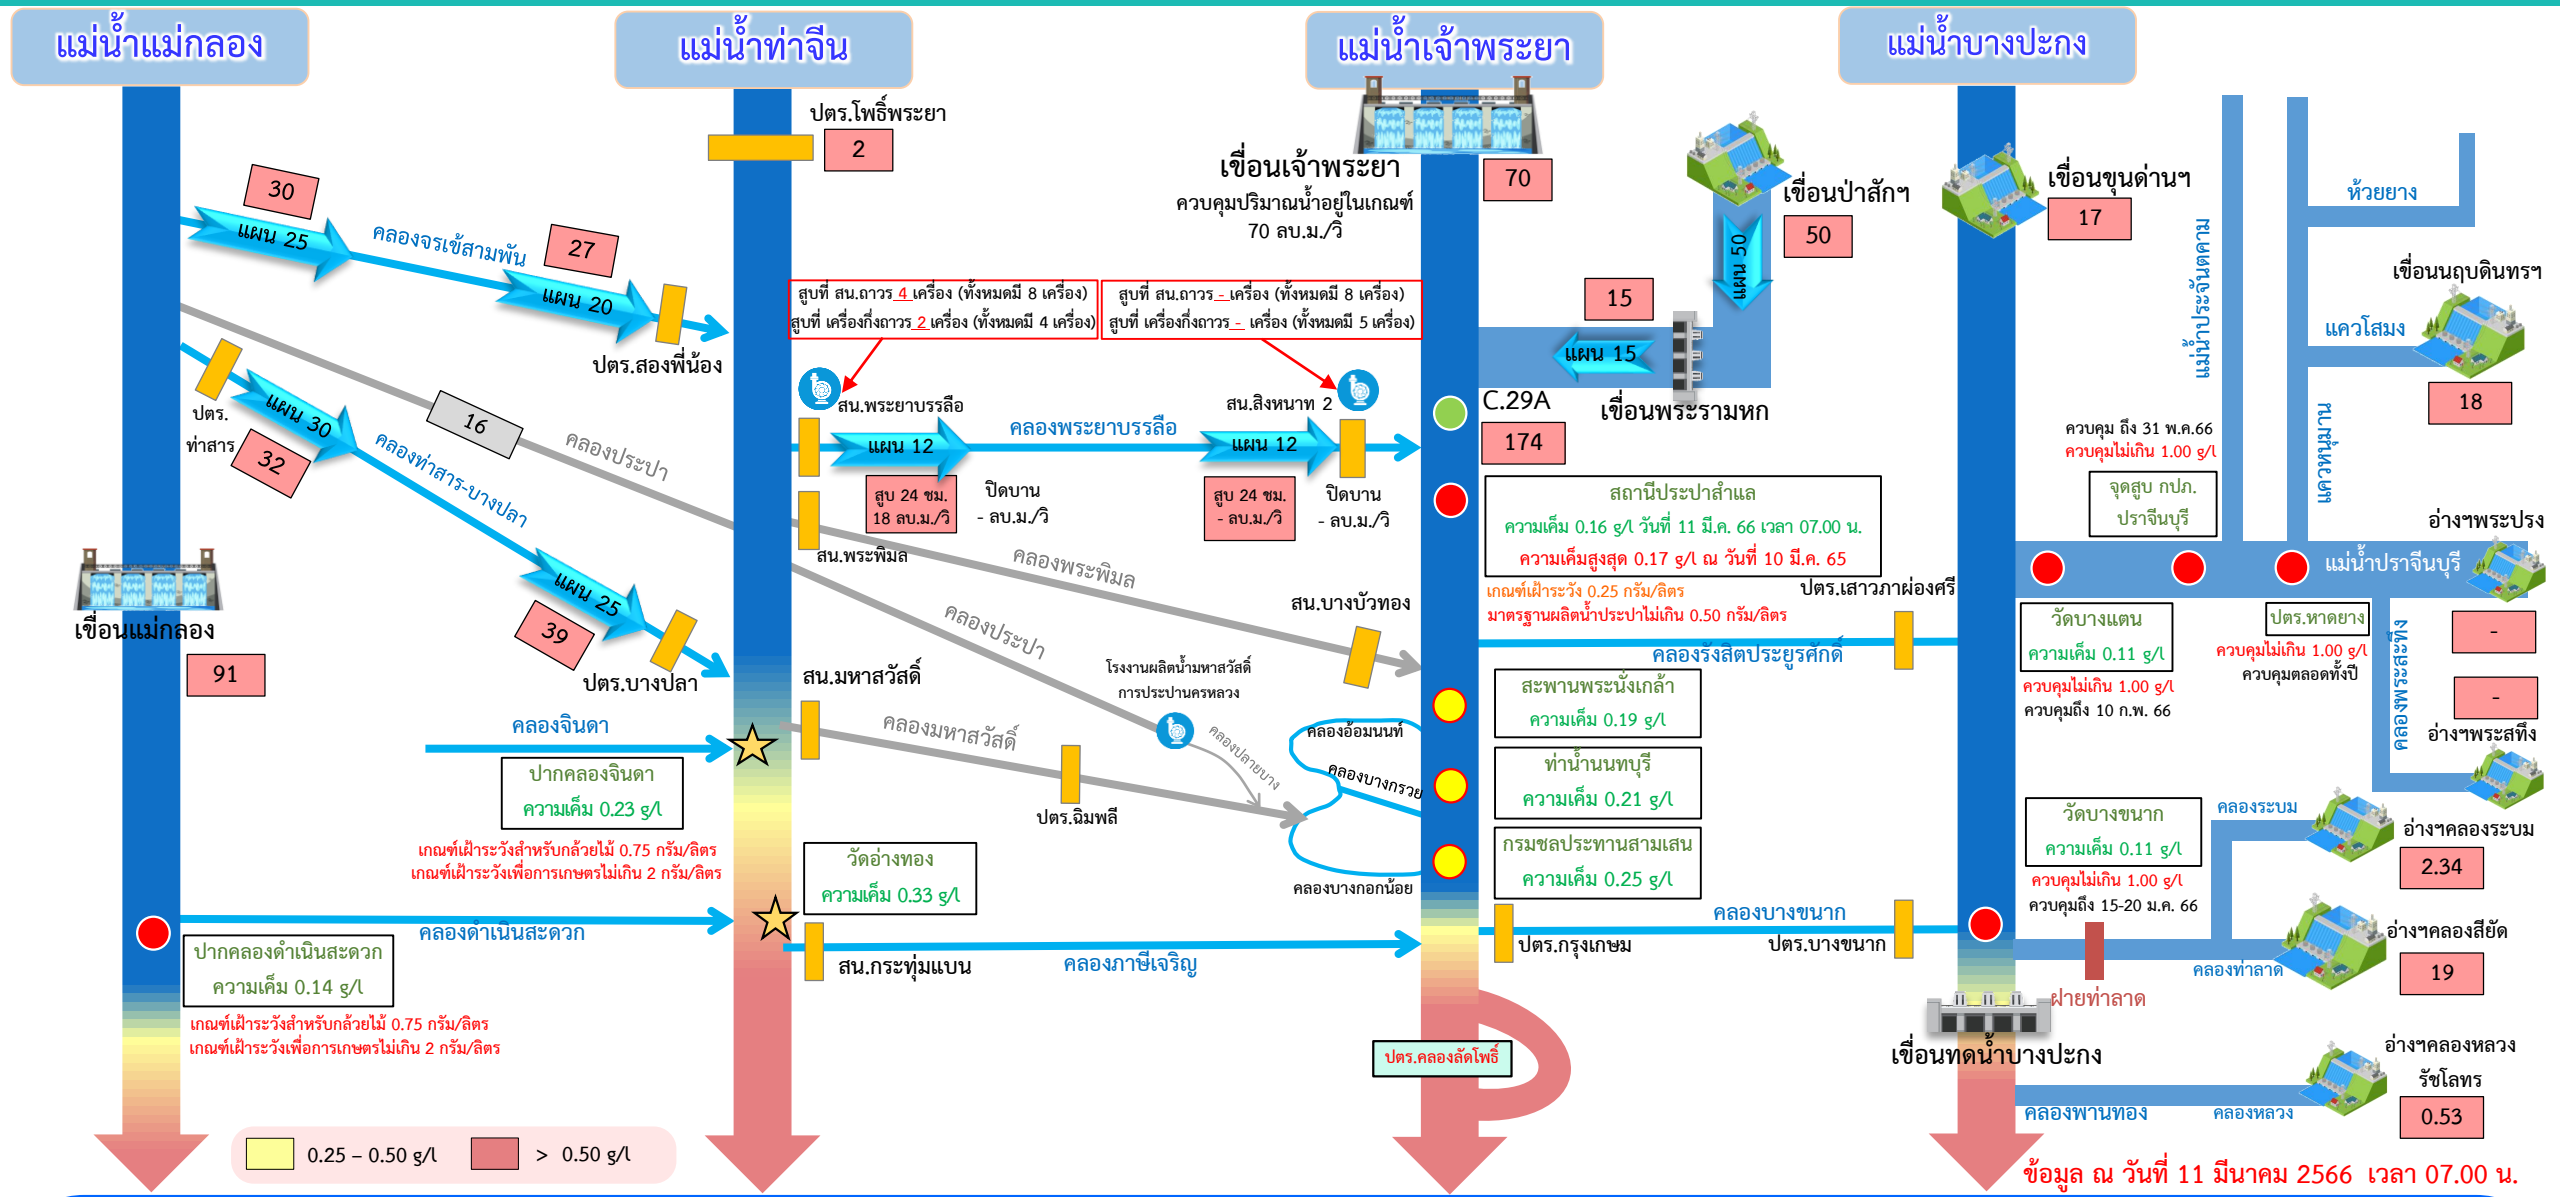 แม่น้ำแม่กลอง
แม่น้ำท่าจีน
แม่น้ำเจ้าพระยา
แม่น้ำบางปะกง
ปตร.โพธิ์พระยา
2
เขื่อนเจ้าพระยา
ควบคุมปริมาณน้ำอยู่ในเกณฑ์
70 ลบ.ม./วิ
70
เขื่อนป่าสักฯ
50
แผน 50
เขื่อนขุนด่านฯ
17
ห้วยยาง
แม่น้ำประจันตคาม
เขื่อนนฤบดินทรฯ
แควโสมง
18
แควหนุมาน
30
แผน 25
คลองจรเข้สามพัน
27
แผน 20
ปตร.สองพี่น้อง
สูบที่ สน.ถาวร 4 เครื่อง (ทั้งหมดมี 8 เครื่อง)
สูบที่ เครื่องกึ่งถาวร 2 เครื่อง (ทั้งหมดมี 4 เครื่อง)
สูบที่ สน.ถาวร - เครื่อง (ทั้งหมดมี 8 เครื่อง)
สูบที่ เครื่องกึ่งถาวร - เครื่อง (ทั้งหมดมี 5 เครื่อง)
15
แผน 15
เขื่อนพระรามหก
ปตร.
ท่าสาร
แผน 30
32
คลองท่าสาร-บางปลา
16
คลองประปา
สน.พระยาบรรลือ
แผน 12
คลองพระยาบรรลือ
สน.สิงหนาท 2
แผน 12
สูบ 24 ชม.
18 ลบ.ม./วิ
ปิดบาน
- ลบ.ม./วิ
สูบ 24 ชม.
- ลบ.ม./วิ
ปิดบาน
- ลบ.ม./วิ
C.29A
174
สถานีประปาสำแล
ความเค็ม 0.16 g/l วันที่ 11 มี.ค. 66 เวลา 07.00 น.
ความเค็มสูงสุด 0.17 g/l ณ วันที่ 10 มี.ค. 65
เกณฑ์เฝ้าระวัง 0.25 กรัม/ลิตร
มาตรฐานผลิตน้ำประปาไม่เกิน 0.50 กรัม/ลิตร
ปตร.เสาวภาผ่องศรี
คลองรังสิตประยูรศักดิ์
ควบคุม ถึง 31 พ.ค.66
ควบคุมไม่เกิน 1.00 g/l
จุดสูบ กปภ.
ปราจีนบุรี
อ่างฯพระปรง
แม่น้ำปราจีนบุรี
-
-
อ่างฯพระสทึง
คลองพระสะทึง
วัดบางแตน
ความเค็ม 0.11 g/l
ควบคุมไม่เกิน 1.00 g/l
ควบคุมถึง 10 ก.พ. 66
ปตร.หาดยาง
ควบคุมไม่เกิน 1.00 g/l
ควบคุมตลอดทั้งปี
สน.พระพิมล
คลองพระพิมล
สน.บางบัวทอง
แผน 25
39
ปตร.บางปลา
เขื่อนแม่กลอง
91
คลองประปา
โรงงานผลิตน้ำมหาสวัสดิ์
การประปานครหลวง
สน.มหาสวัสดิ์
คลองมหาสวัสดิ์
คลองปลายบาง
ปตร.ฉิมพลี
คลองอ้อมนนท์
คลองบางกรวย
คลองบางกอกน้อย
สะพานพระนั่งเกล้า
ความเค็ม 0.19 g/l
ท่าน้ำนนทบุรี
ความเค็ม 0.21 g/l
กรมชลประทานสามเสน
ความเค็ม 0.25 g/l
คลองจินดา
ปากคลองจินดา
ความเค็ม 0.23 g/l
เกณฑ์เฝ้าระวังสำหรับกล้วยไม้ 0.75 กรัม/ลิตร
เกณฑ์เฝ้าระวังเพื่อการเกษตรไม่เกิน 2 กรัม/ลิตร
วัดอ่างทอง
ความเค็ม 0.33 g/l
คลองดำเนินสะดวก
ปากคลองดำเนินสะดวก
ความเค็ม 0.14 g/l
เกณฑ์เฝ้าระวังสำหรับกล้วยไม้ 0.75 กรัม/ลิตร
เกณฑ์เฝ้าระวังเพื่อการเกษตรไม่เกิน 2 กรัม/ลิตร
สน.กระทุ่มแบน
คลองภาษีเจริญ
ปตร.กรุงเกษม
คลองบางขนาก
ปตร.บางขนาก
วัดบางขนาก
ความเค็ม 0.11 g/l
ควบคุมไม่เกิน 1.00 g/l
ควบคุมถึง 15-20 ม.ค. 66
คลองระบม
อ่างฯคลองระบม
2.34
อ่างฯคลองสียัด
19
คลองท่าลาด
ฝายท่าลาด
เขื่อนทดน้ำบางปะกง
ปตร.คลองลัดโพธิ์
อ่างฯคลองหลวง
รัชโลทร
0.53
คลองพานทอง
คลองหลวง
0.25 – 0.50 g/l
> 0.50 g/l
ข้อมูล ณ วันที่ 11 มีนาคม 2566 เวลา 07.00 น.